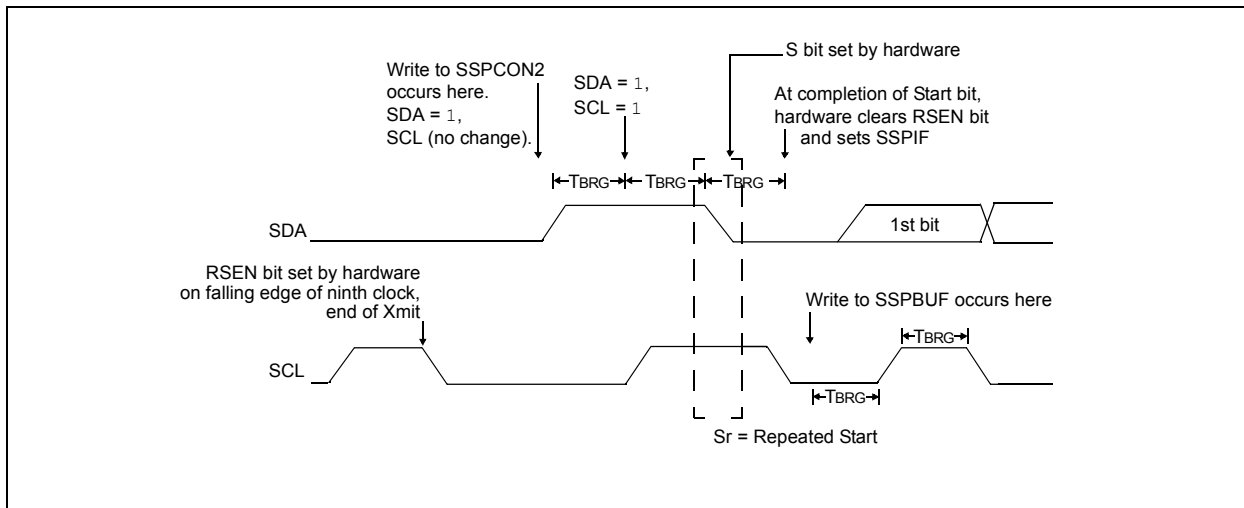 S bit set by hardware
Write to SSPCON2
occurs here.
SDA = 1,
SCL (no change).
SDA = 1,
SCL = 1
At completion of Start bit,
hardware clears RSEN bit
and sets SSPIF
TBRG
TBRG
TBRG
SDA
1st bit
RSEN bit set by hardware
on falling edge of ninth clock,
end of Xmit
Write to SSPBUF occurs here
TBRG
SCL
TBRG
Sr = Repeated Start